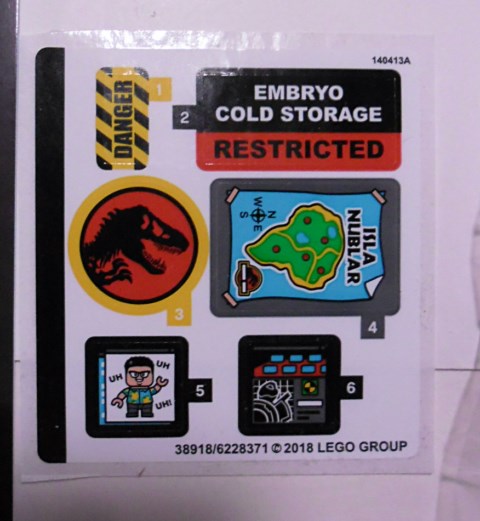 140413A
DANGER
1
2
EMBRYO
COLD STORAGE
RESTRICTED
3
N
W E
S
ISLA
NUBLAR
4
UH
UH
UH!
5
6
38918/6228371 © 2018 LEGO GROUP